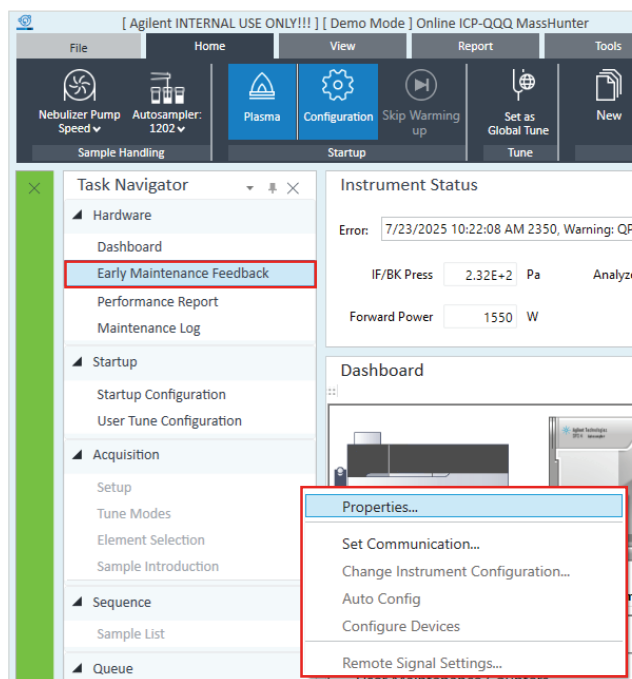 [ Agilent INTERNAL USE ONLY!!! ] [ Demo Mode ] Online ICP-QQQ MassHunter
File
Home
View
Report
Tools
Nebulizer Pump
Speed
Autosampler:
1202
Plasma
Configuration
Skip Warming
up
Set as
Global Tune
New
Sample Handling
Startup
Tune
Task Navigator
Hardware
Dashboard
Early Maintenance Feedback
Performance Report
Maintenance Log
Startup
Startup Configuration
User Tune Configuration
Acquisition
Setup
Tune Modes
Element Selection
Sample Introduction
Sequence
Sample List
Queue
Instrument Status
Error: 7/23/2025 10:22:08 AM 2350, Warning: QP
IF/BK Press 2.32E+2 Pa Analyz
Forward Power 1550 W
Dashboard
Agilent Technologies
Properties...
Set Communication...
Change Instrument Configuration...
Auto Config
Configure Devices
Remote Signal Settings...